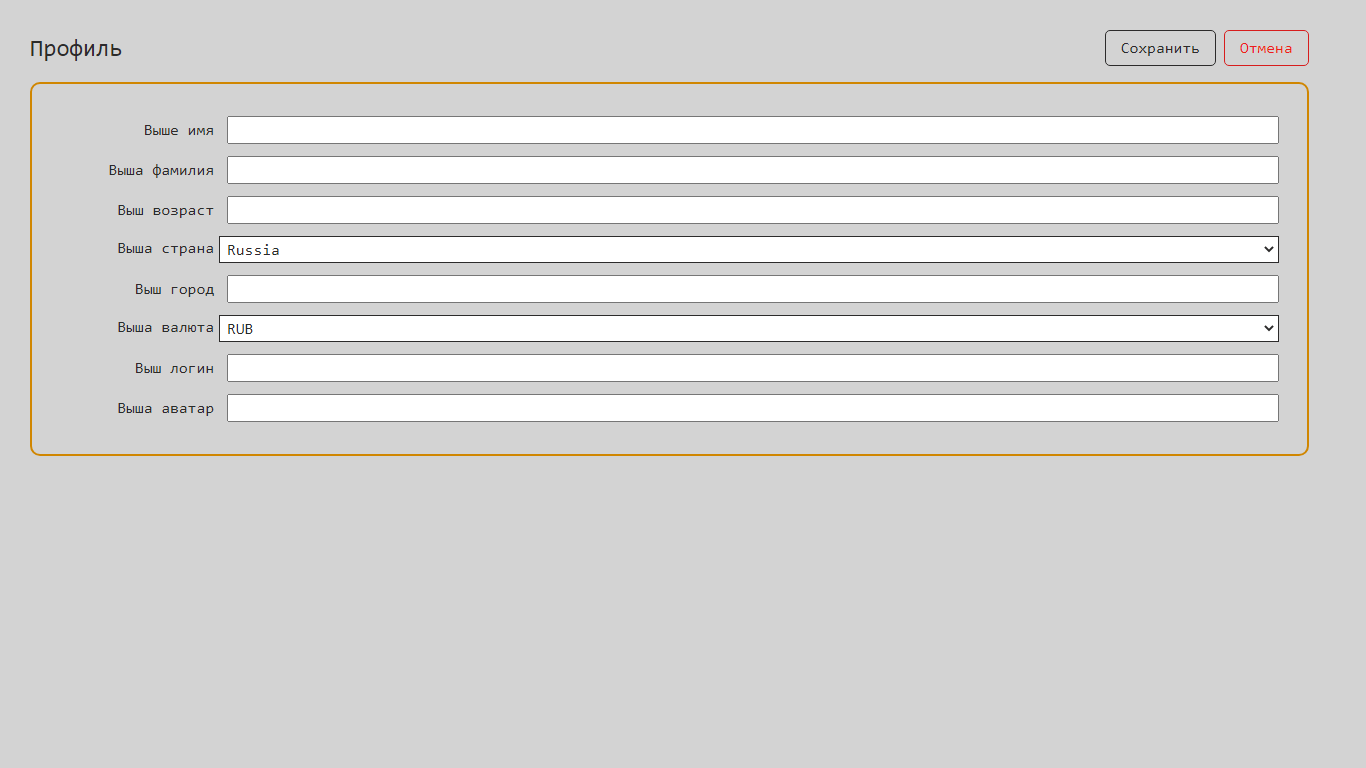 Профиль
Сохранить
Отмена
Выше имя
Выша фамилия
Выш возраст
Выша страна
Russia
Выш город
Выша валюта
RUB
Выш логин
Выша аватар